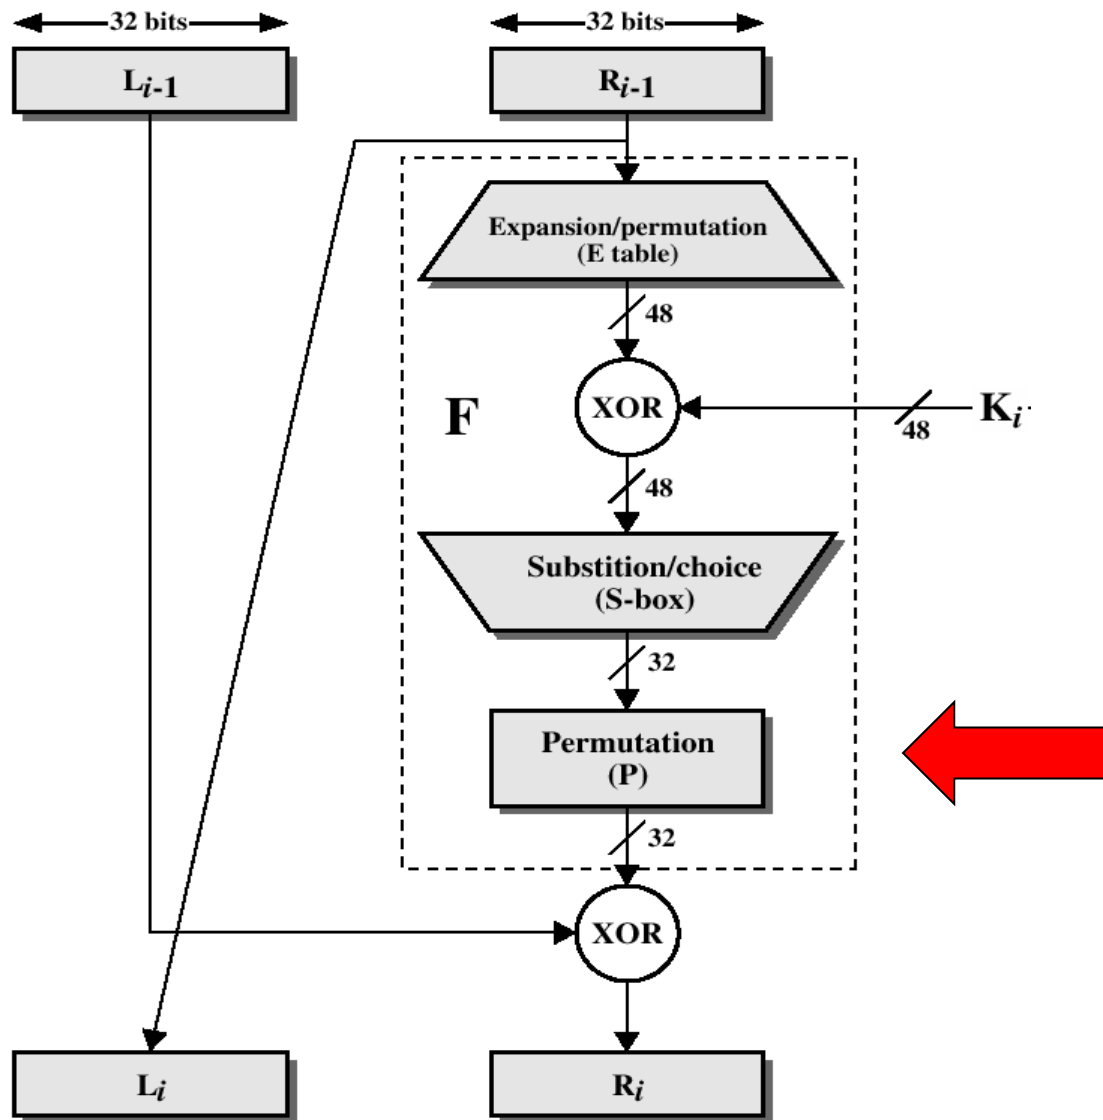 32 bits
32 bits
Li-1
Ri-1
Expansion/permutation
(E table)
48
F
XOR
Ki
48
48
Substition/choice
(S-box)
32
Permutation
(P)
32
XOR
Li
Ri